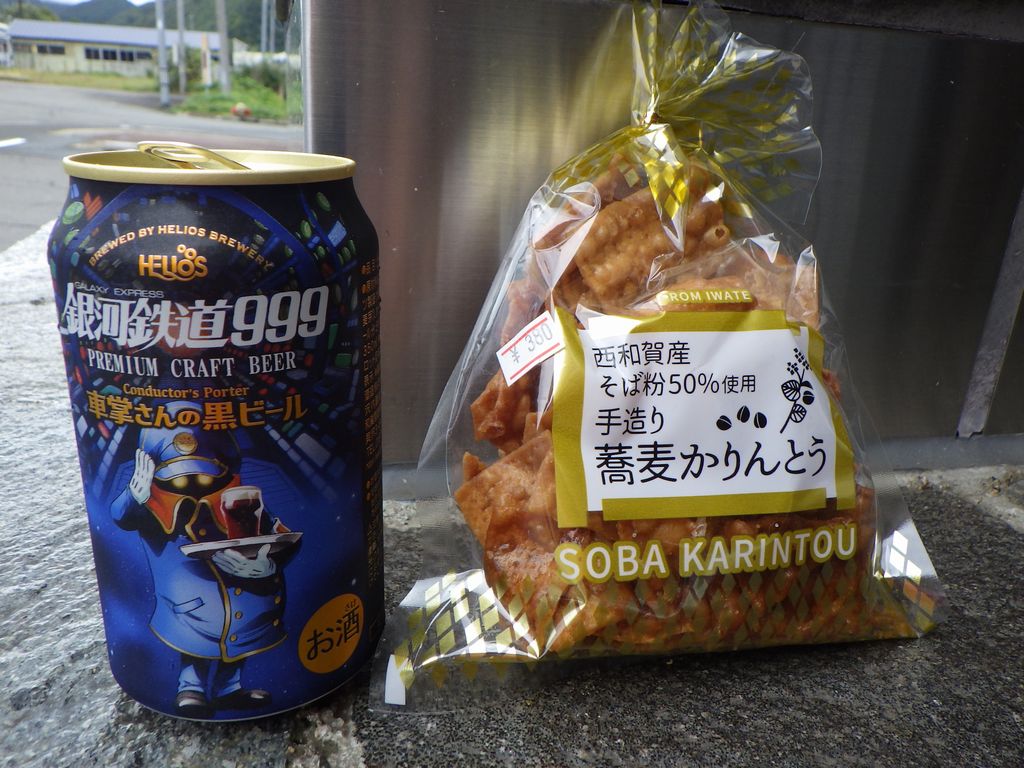 BREWED BY HELIOS BREWERY
HELIOS
GALAXY EXPRESS
銀河鉄道999
PREMIUM CRAFT BEER
Conductor's Porter
車掌さんの黒ビール
さけ
お酒
¥ 380
FROM IWATE
西和賀産
そば粉50%使用
手造り
蕎麦かりんとう
SOBA KARINTOU